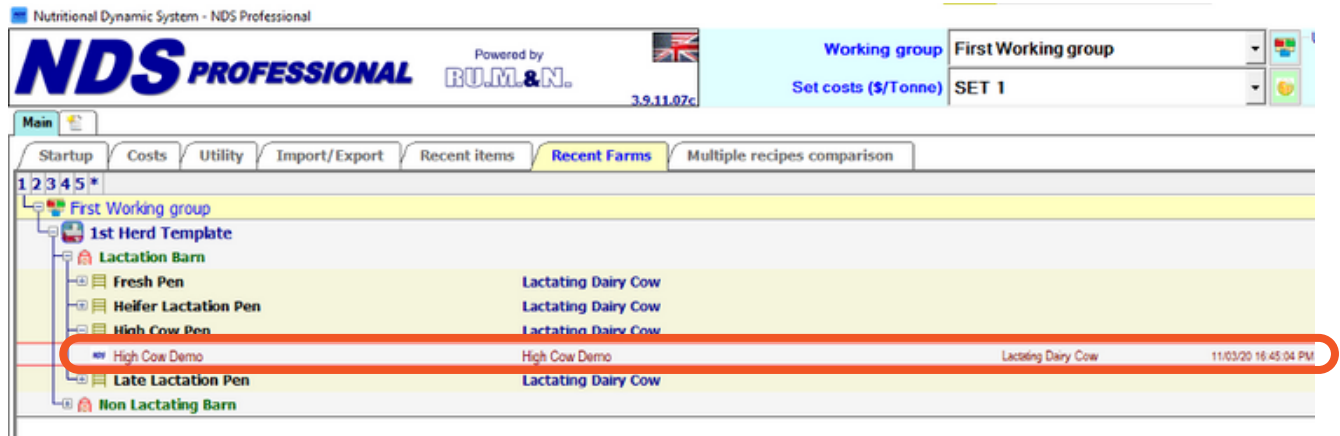 Nutritional Dynamic System - NDS Professional
NDS PROFESSIONAL
Powered by
RU.M.&N.
3.9.11.07c
Working group First Working group
Set costs ($/Tonne) SET 1
Main
Startup Costs Utility Import/Export Recent items Recent Farms Multiple recipes comparison
1 2 3 4 5 *
First Working group
1st Herd Template
Lactation Barn
Fresh Pen Lactating Dairy Cow
Heifer Lactation Pen Lactating Dairy Cow
High Cow Pen Lactating Dairy Cow
NDS High Cow Demo High Cow Demo Lactating Dairy Cow 11/03/20 16:45:04 PM
Late Lactation Pen Lactating Dairy Cow
Non Lactating Barn